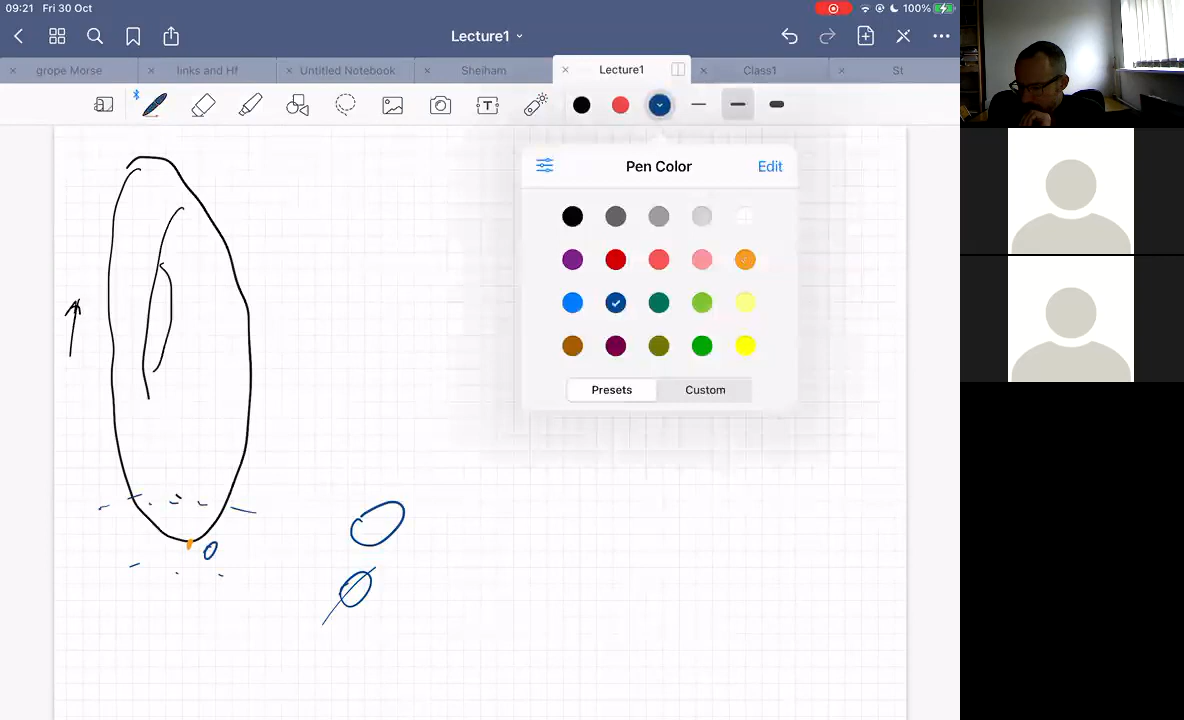 09:21 Fri 30 Oct
100%
Lecture1
grope Morse
links and Hf
Untitled Notebook
Sheiham
Lecture1
Class1
St
T
Pen Color
Edit
Presets
Custom
0